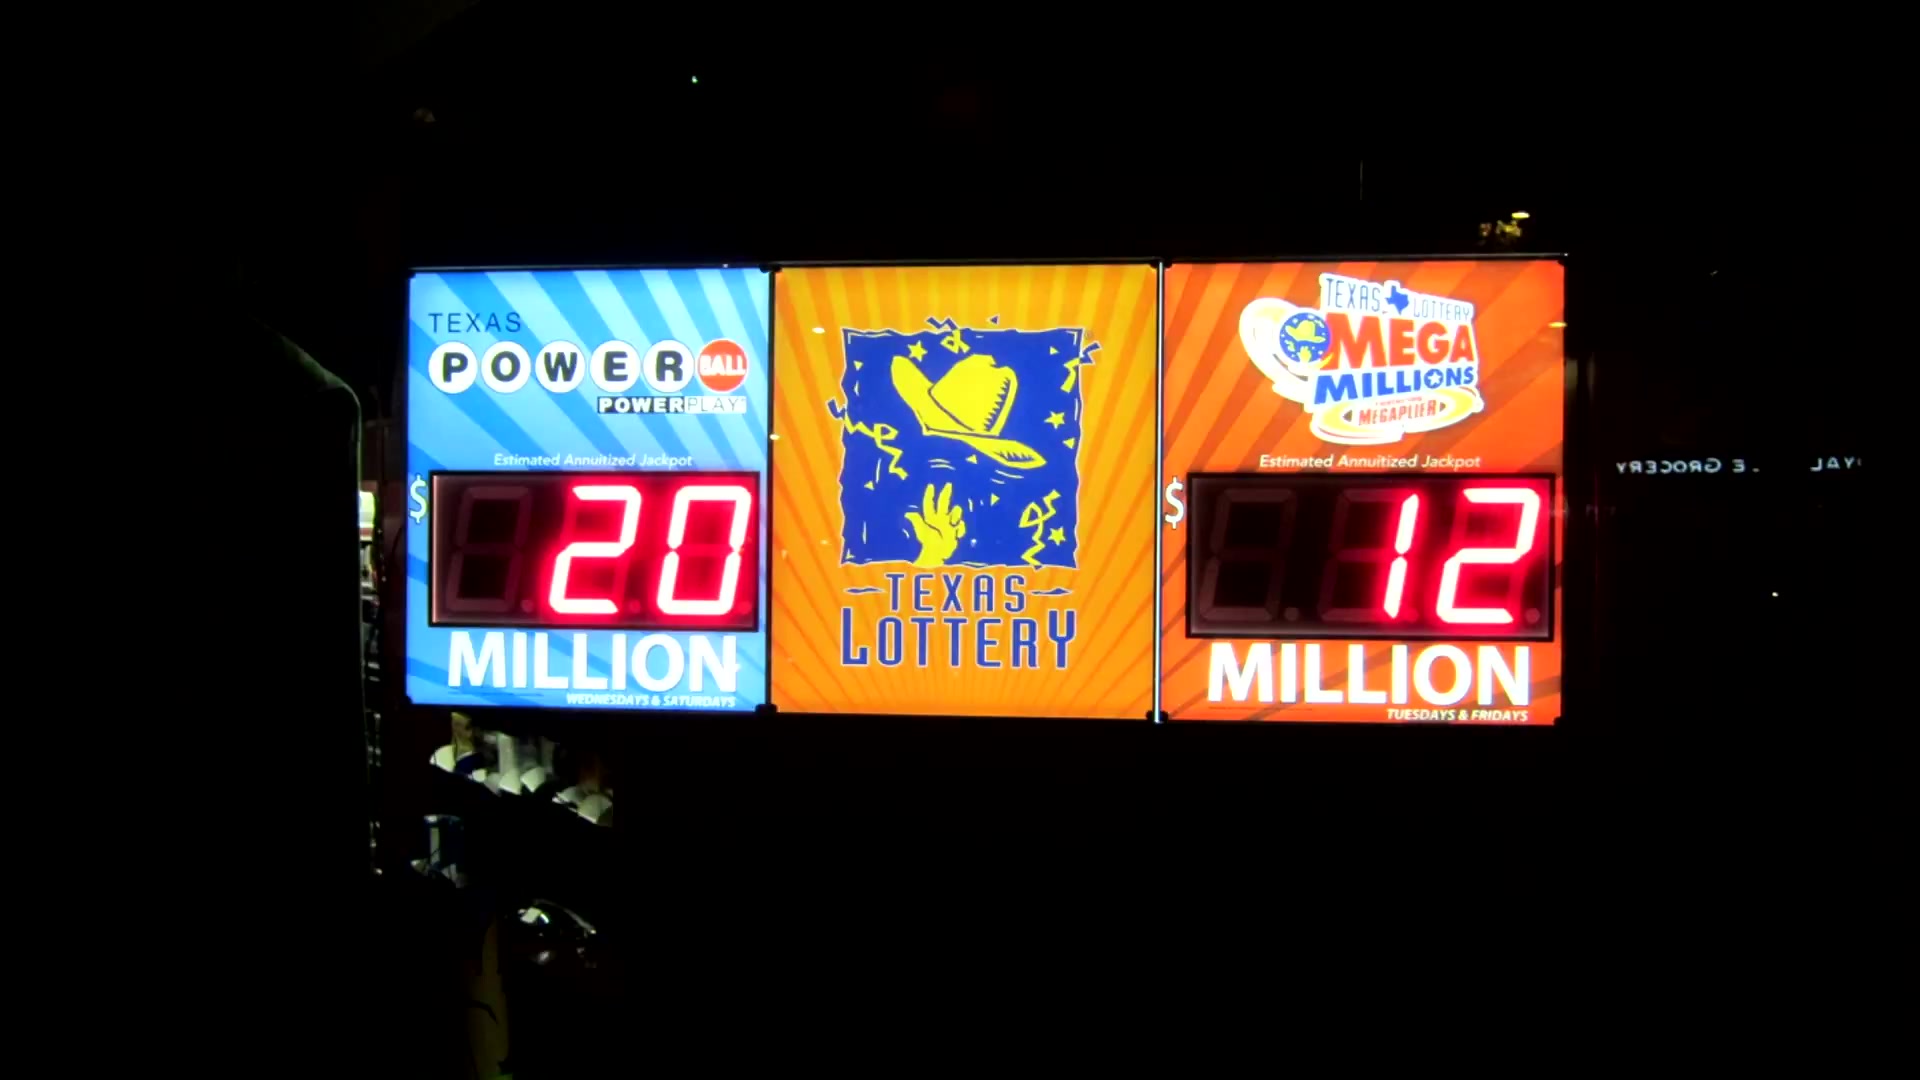 TEXAS
POWERBALL
POWERPLAY
Estimated Annuitized Jackpot
$ 20
MILLION
WEDNESDAYS & SATURDAYS
TEXAS
LOTTERY
TEXAS LOTTERY
MEGA
MILLIONS
MEGAPLIER
Estimated Annuitized Jackpot
$ 12
MILLION
TUESDAYS & FRIDAYS
GROCERY